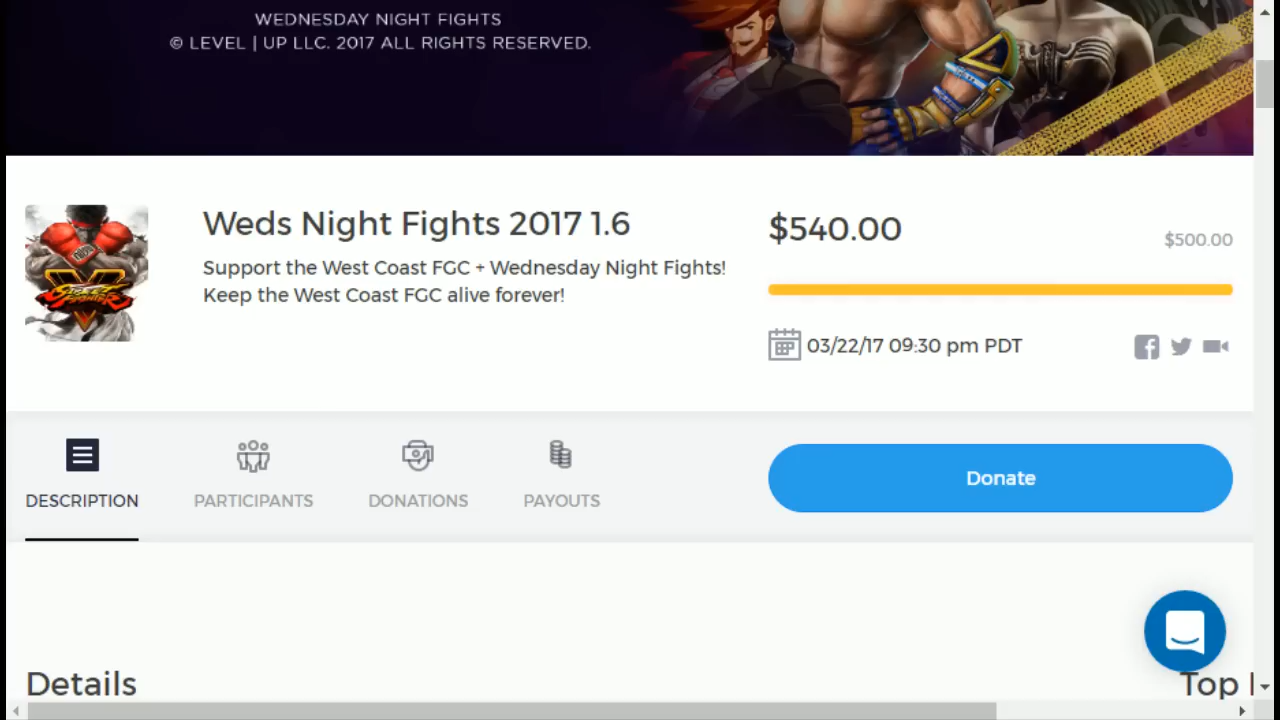 WEDNESDAY NIGHT FIGHTS
© LEVEL | UP LLC. 2017 ALL RIGHTS RESERVED.
Weds Night Fights 2017 1.6
Support the West Coast FGC + Wednesday Night Fights!
Keep the West Coast FGC alive forever!
STREET FIGHTER V
$540.00
$500.00
03/22/17 09:30 pm PDT
DESCRIPTION
PARTICIPANTS
DONATIONS
PAYOUTS
Donate
Details
Top